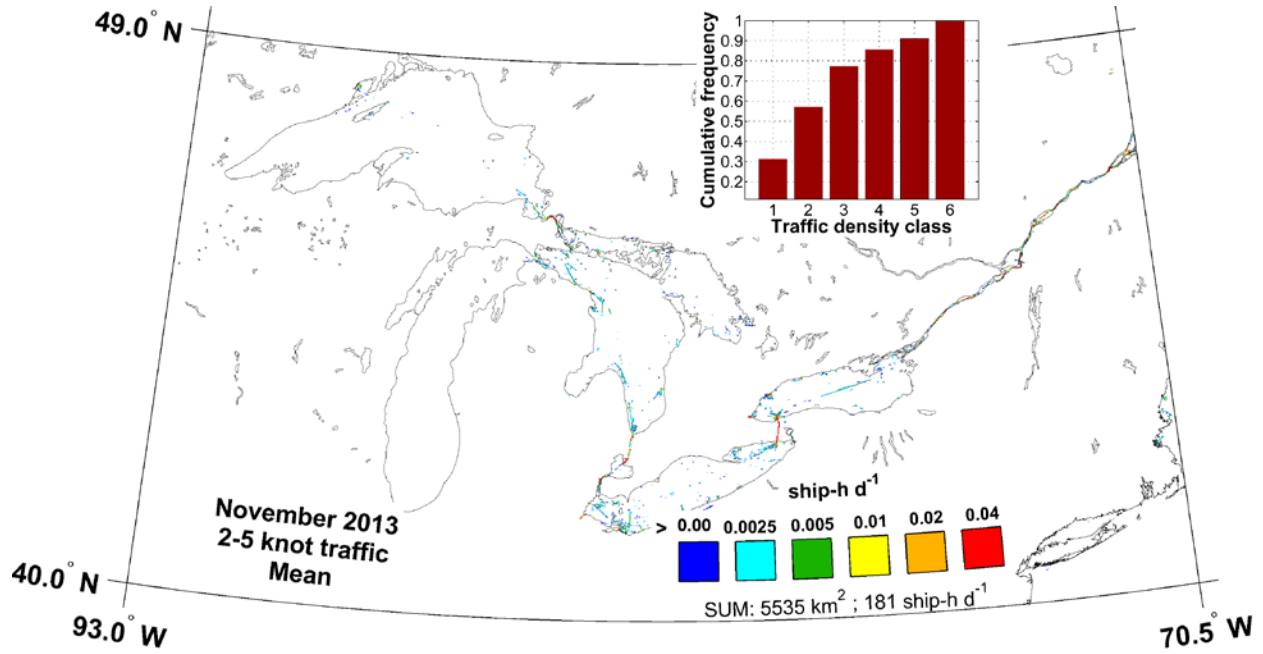 49.0° N
40.0° N
93.0° W
70.5° W
Cumulative frequency
1
0.9
0.8
0.7
0.6
0.5
0.4
0.3
0.2
1 2 3 4 5 6
Traffic density class
November 2013
2-5 knot traffic
Mean
ship-h d⁻¹
> 0.00 0.0025 0.005 0.01 0.02 0.04
SUM: 5535 km² ; 181 ship-h d⁻¹